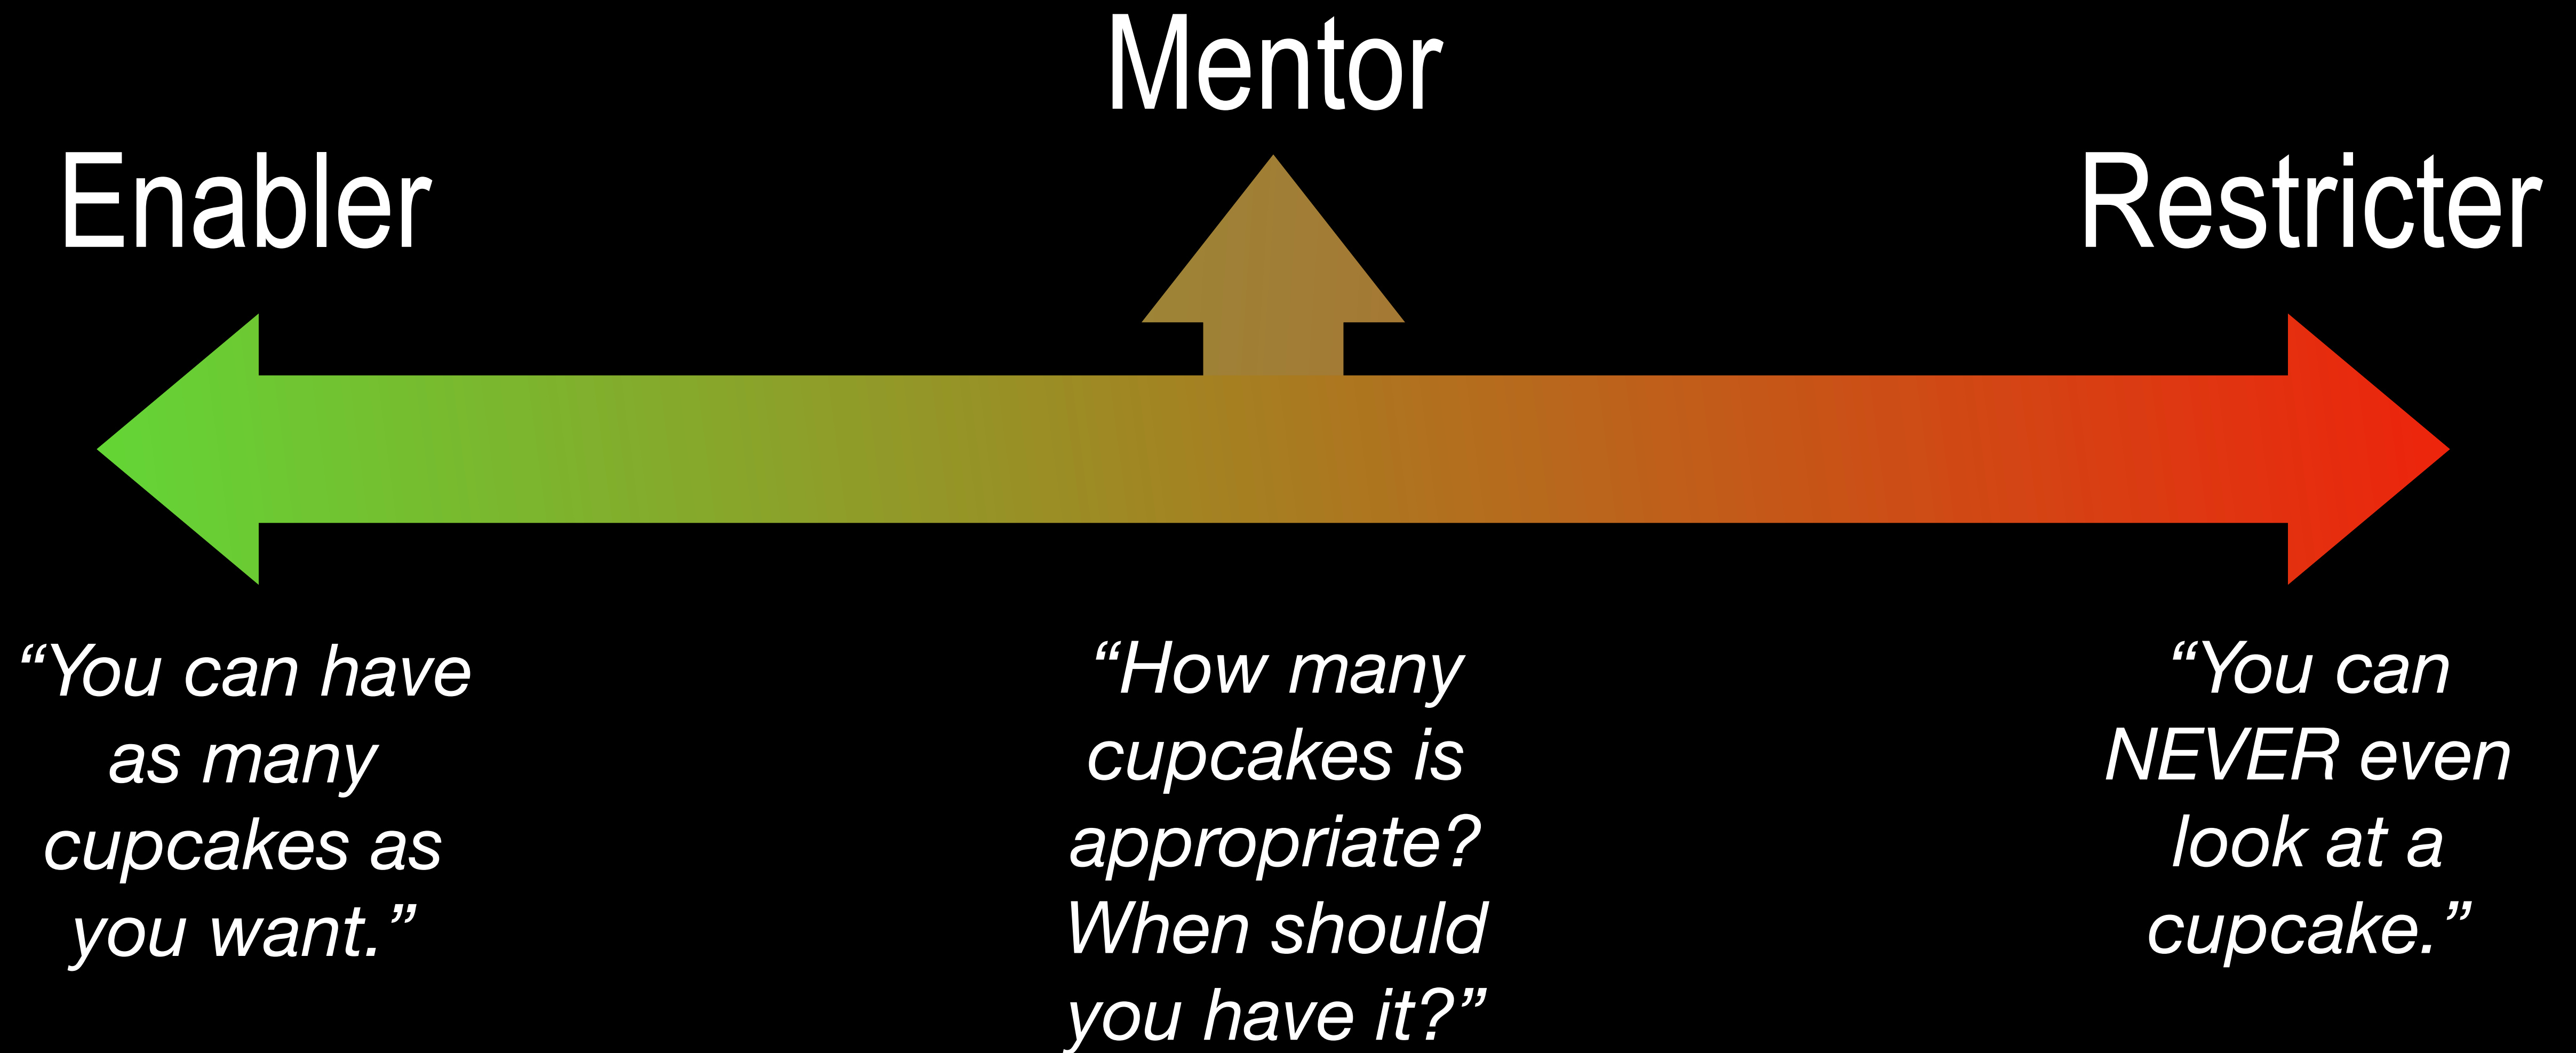 Mentor
Enabler
Restricter
“You can have
as many
cupcakes as
you want.”
“How many
cupcakes is
appropriate?
When should
you have it?”
“You can
NEVER even
look at a
cupcake.”